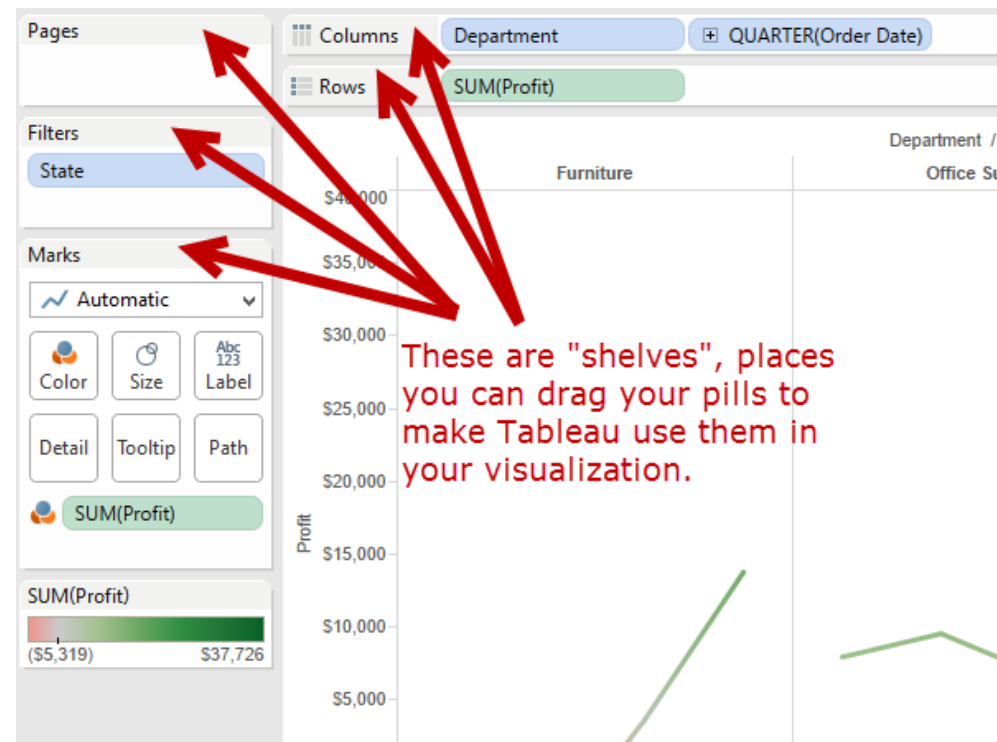 Pages
Columns Department QUARTER(Order Date)
Rows SUM(Profit)
Filters
State
Department /
Furniture Office Su
$40,000
Marks
$35,000
Automatic
$30,000
Color Size Abc 123 Label
These are "shelves", places
you can drag your pills to
make Tableau use them in
your visualization.
$25,000
Detail Tooltip Path
$20,000
SUM(Profit)
Profit
$15,000
SUM(Profit)
$10,000
($5,319) $37,726
$5,000